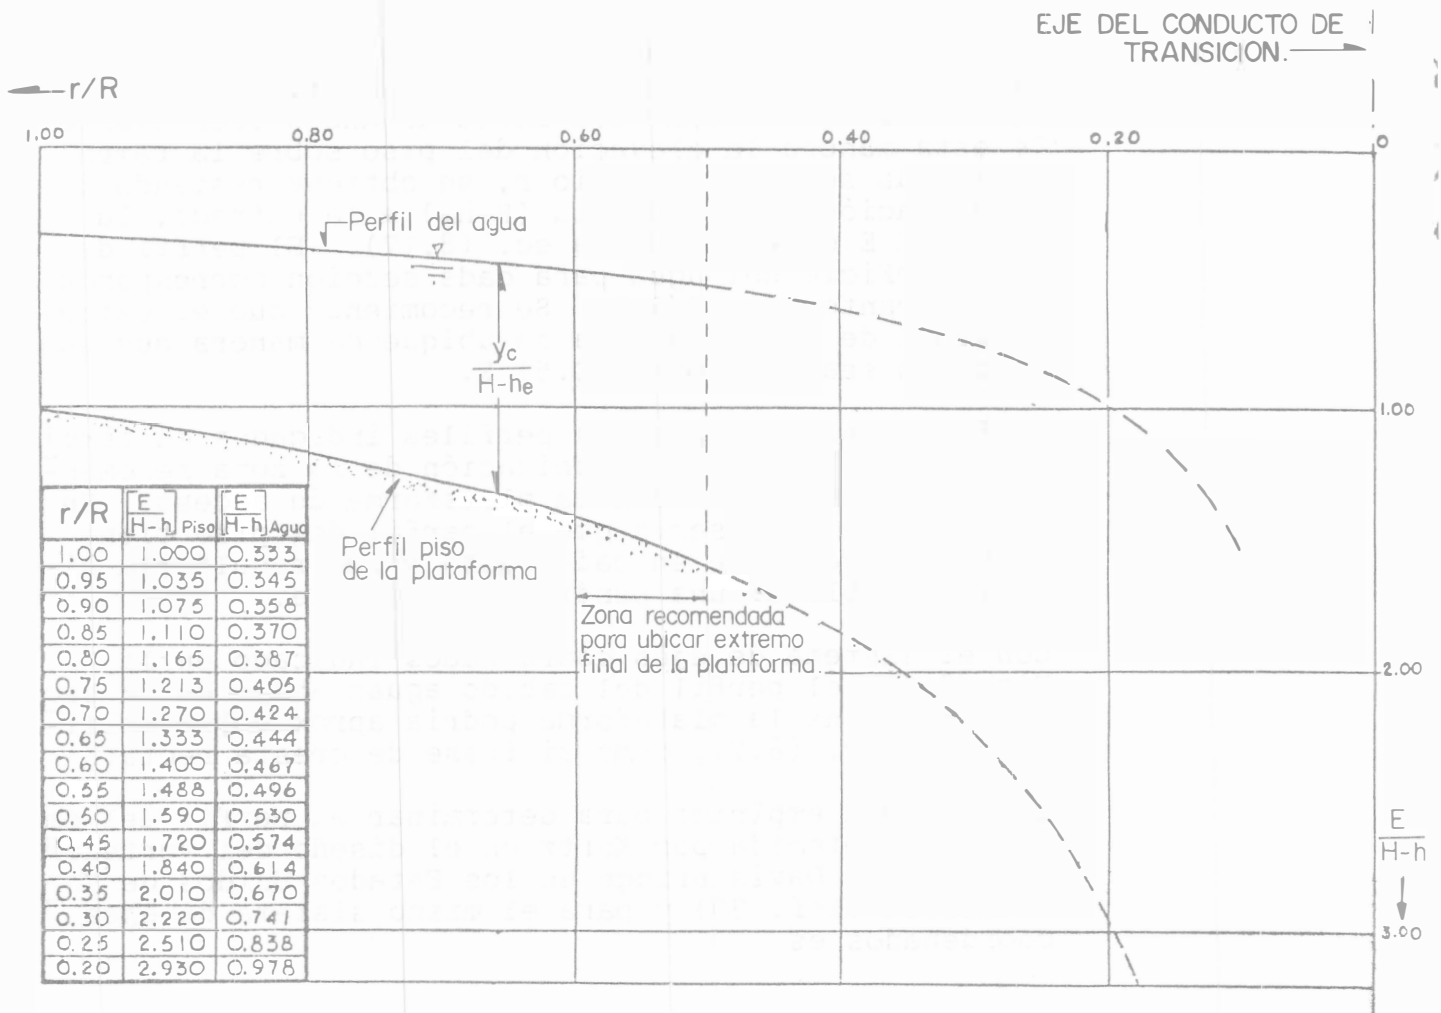 EJE DEL CONDUCTO DE
TRANSICION.
r/R
1.00 0.80 0.60 0.40 0.20 0
Perfil del agua
yc
H-he
1.00
Perfil piso
de la plataforma
Zona recomendada
para ubicar extremo
final de la plataforma.
2.00
E
H-h
3.00
r/R [E/H-h] Piso [E/H-h] Agua
1.00 1.000 0.333
0.95 1.035 0.345
0.90 1.075 0.358
0.85 1.110 0.370
0.80 1.165 0.387
0.75 1.213 0.405
0.70 1.270 0.424
0.65 1.333 0.444
0.60 1.400 0.467
0.55 1.488 0.496
0.50 1.590 0.530
0.45 1.720 0.574
0.40 1.840 0.614
0.35 2.010 0.670
0.30 2.220 0.741
0.25 2.510 0.838
0.20 2.930 0.978